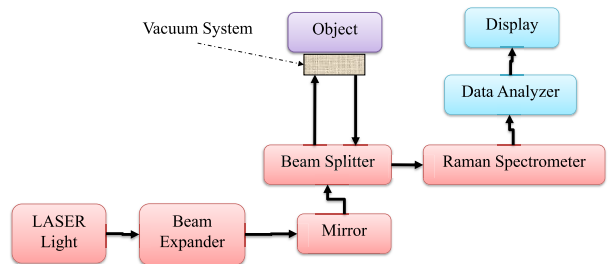 Vacuum System
Object
Display
Data Analyzer
Beam Splitter
Raman Spectrometer
LASER
Light
Beam
Expander
Mirror